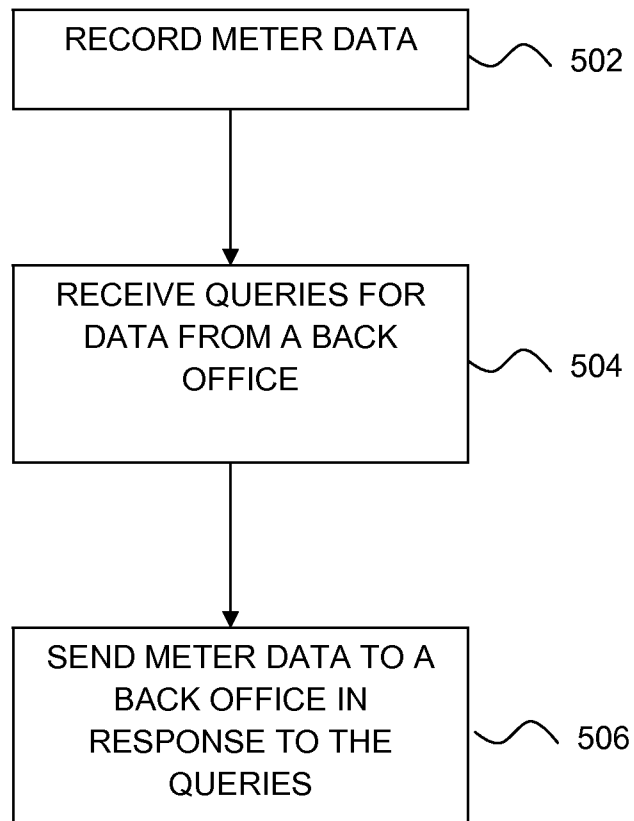 RECORD METER DATA
502
RECEIVE QUERIES FOR
DATA FROM A BACK
OFFICE
504
SEND METER DATA TO A
BACK OFFICE IN
RESPONSE TO THE
QUERIES
506